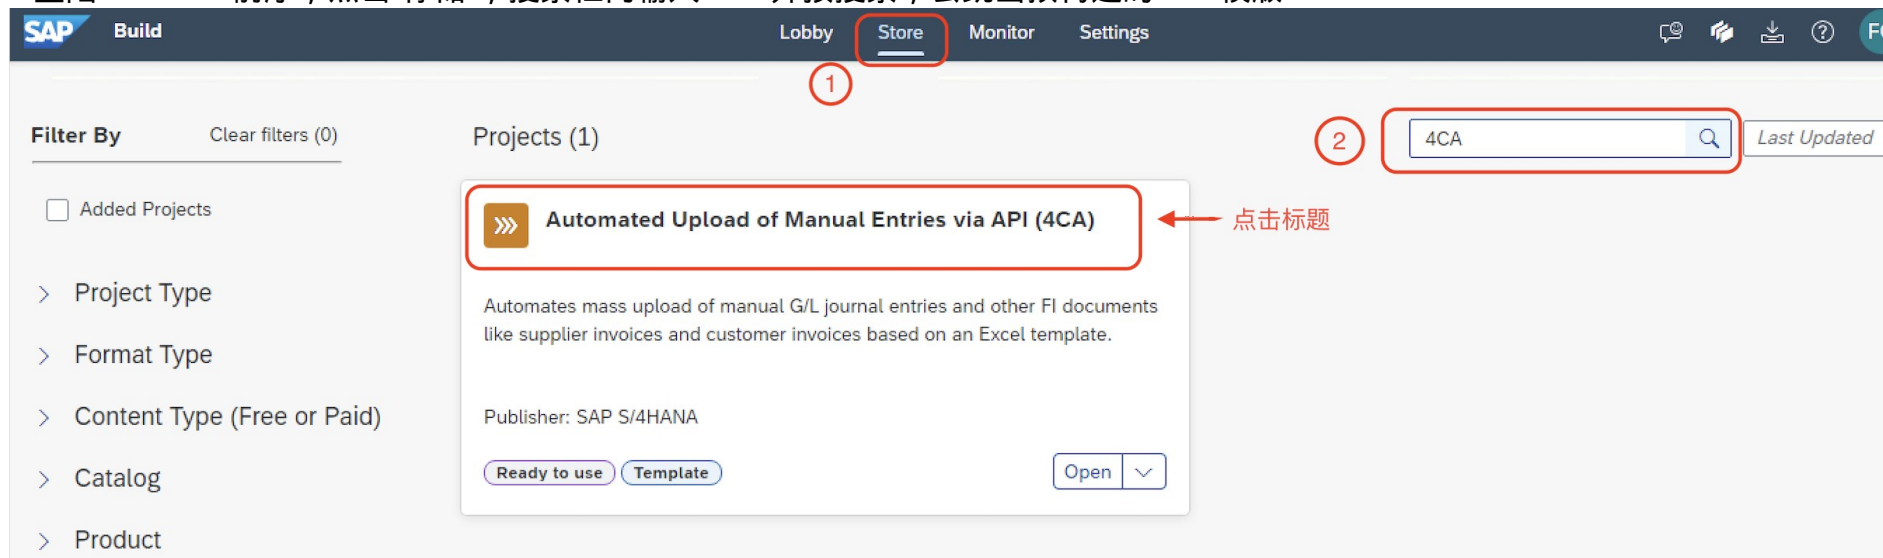 SAP Build Lobby Store Monitor Settings
1
Filter By Clear filters (0) Projects (1) 2 4CA Last Updated
Added Projects
Automated Upload of Manual Entries via API (4CA) 点击标题
Project Type
Automates mass upload of manual G/L journal entries and other FI documents
like supplier invoices and customer invoices based on an Excel template.
Format Type
Content Type (Free or Paid)
Publisher: SAP S/4HANA
Catalog
Ready to use Template Open
Product